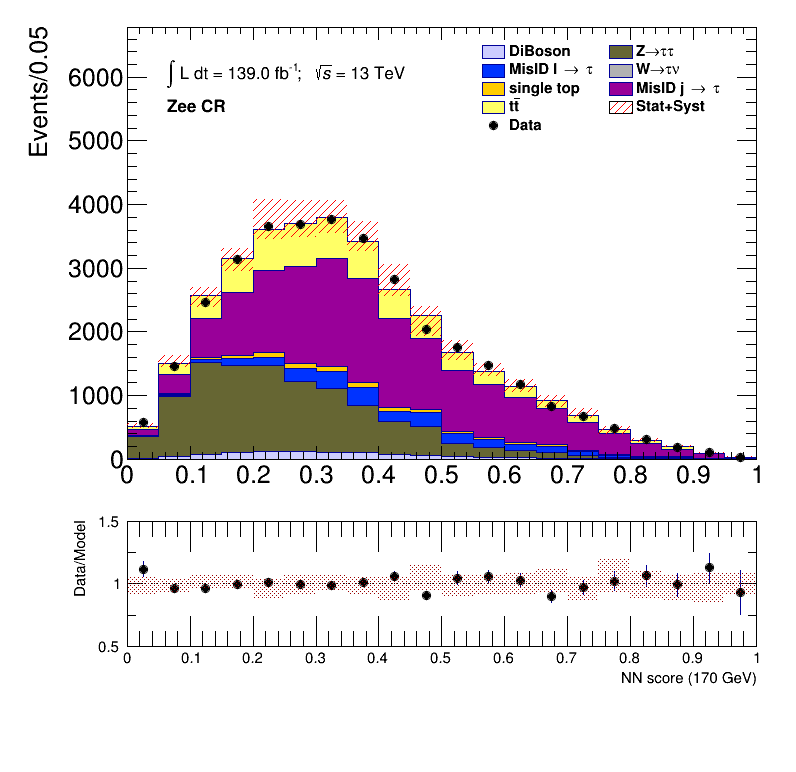 Events/0.05
6000
5000
4000
3000
2000
1000
0
∫ L dt = 139.0 fb⁻¹; √s = 13 TeV
Zee CR
DiBoson
Z→ττ
MisID l → τ
W→τν
single top
MisID j → τ
tt̄
Stat+Syst
Data
0 0.1 0.2 0.3 0.4 0.5 0.6 0.7 0.8 0.9 1
Data/Model
1.5
1
0.5
0 0.1 0.2 0.3 0.4 0.5 0.6 0.7 0.8 0.9 1
NN score (170 GeV)